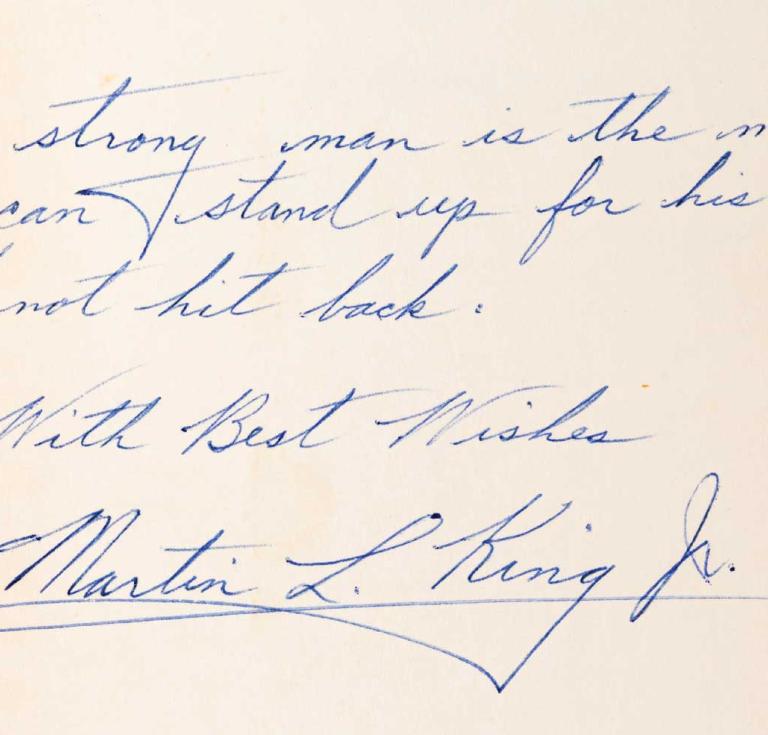 strong man is the m
can stand up for his
not hit back.
With Best Wishes
Martin L. King Jr.